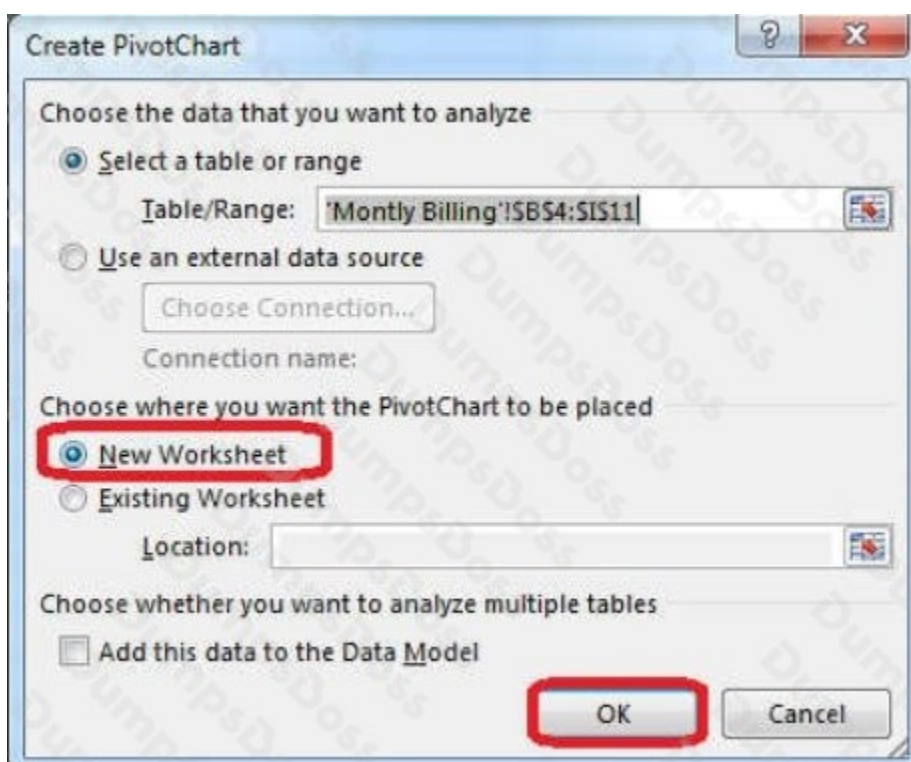 Create PivotChart
Choose the data that you want to analyze
Select a table or range
Table/Range: 'Montly Billing'!$B$4:$I$11
Use an external data source
Choose Connection...
Connection name:
Choose where you want the PivotChart to be placed
New Worksheet
Existing Worksheet
Location:
Choose whether you want to analyze multiple tables
Add this data to the Data Model
OK Cancel